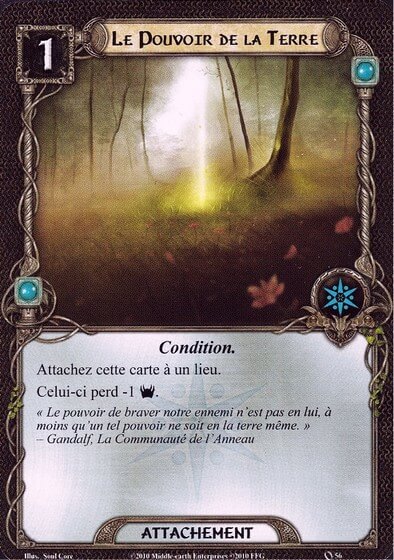 1
Le Pouvoir de la Terre
Condition.
Attachez cette carte à un lieu.
Celui-ci perd -1 .
« Le pouvoir de braver notre ennemi n'est pas en lui, à
moins qu'un tel pouvoir ne soit en la terre même. »
– Gandalf, La Communauté de l'Anneau
ATTACHEMENT
Illus. Soul Core
©2010 Middle-earth Enterprises ©2010 FFG
56